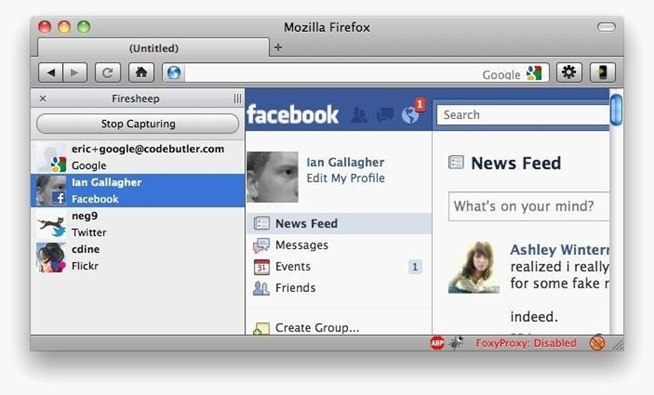 Mozilla Firefox
(Untitled)
Google
Firesheep
Stop Capturing
eric+google@codebutler.com
Google
Ian Gallagher
Facebook
neg9
Twitter
cdine
Flickr
facebook
1
Search
Ian Gallagher
Edit My Profile
News Feed
Messages
31
Events 1
Friends
Create Group...
News Feed
What's on your mind?
Ashley Wintern
realized i really
for some fake r
indeed.
ABP
FoxyProxy: Disabled